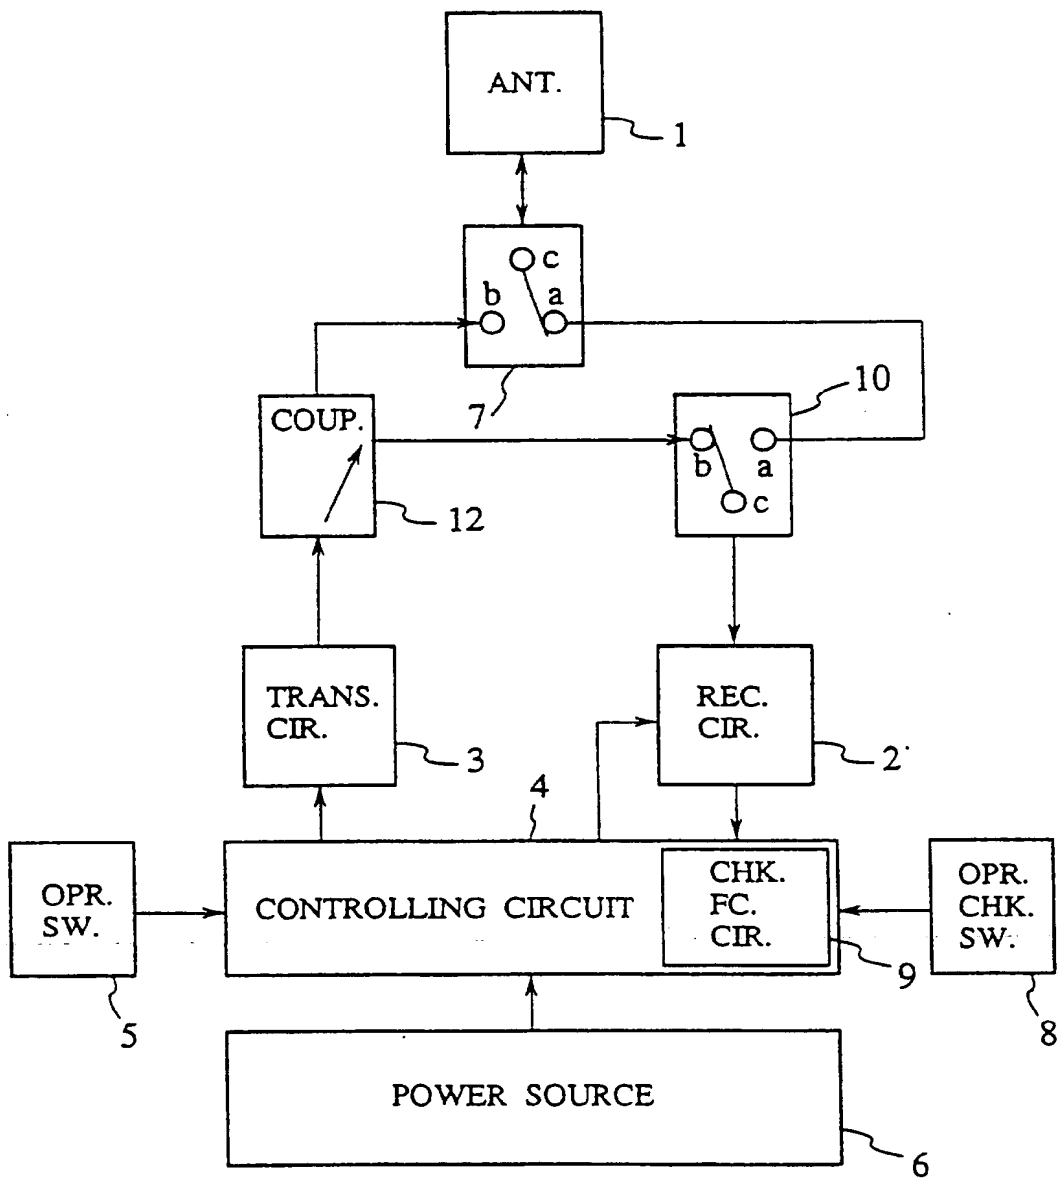 ANT.
1
c
b a
7
10
COUP.
b a
c
12
TRANS.
CIR.
3
REC.
CIR.
2
4
OPR.
SW.
5
CONTROLLING CIRCUIT
CHK.
FC.
CIR.
9
OPR.
CHK.
SW.
8
POWER SOURCE
6